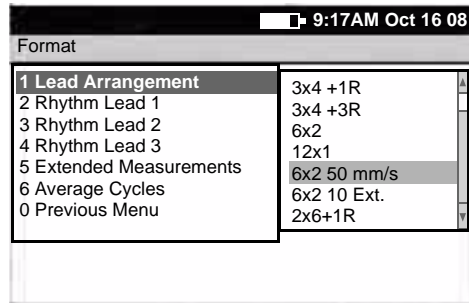 9:17AM Oct 16 08
Format
1 Lead Arrangement
2 Rhythm Lead 1
3 Rhythm Lead 2
4 Rhythm Lead 3
5 Extended Measurements
6 Average Cycles
0 Previous Menu
3x4 +1R
3x4 +3R
6x2
12x1
6x2 50 mm/s
6x2 10 Ext.
2x6+1R